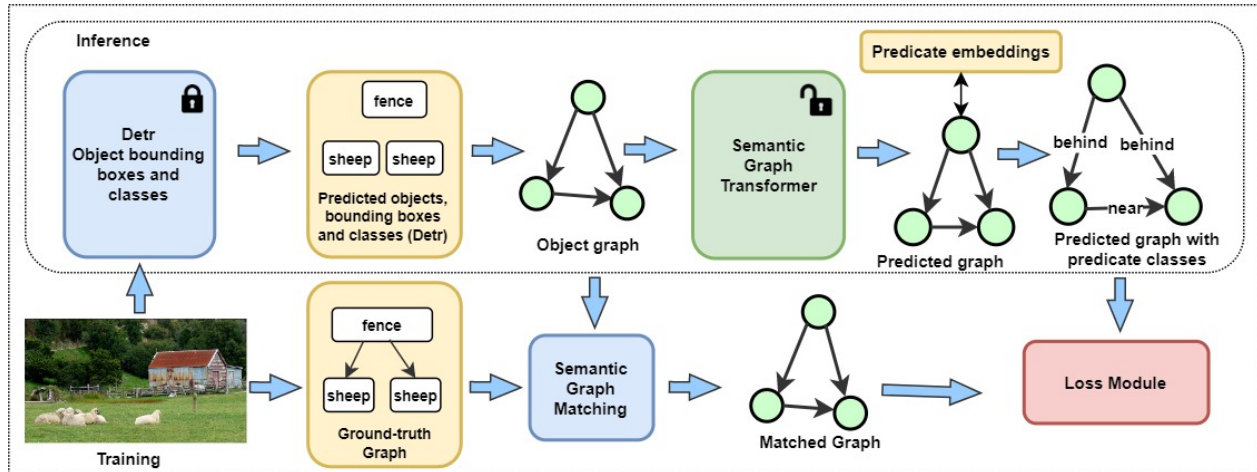 Inference
Detr
Object bounding
boxes and
classes
fence
sheep sheep
Predicted objects,
bounding boxes
and classes (Detr)
Object graph
Semantic
Graph
Transformer
Predicate embeddings
Predicted graph
behind behind
near
Predicted graph with
predicate classes
Training
fence
sheep sheep
Ground-truth
Graph
Semantic
Graph
Matching
Matched Graph
Loss Module